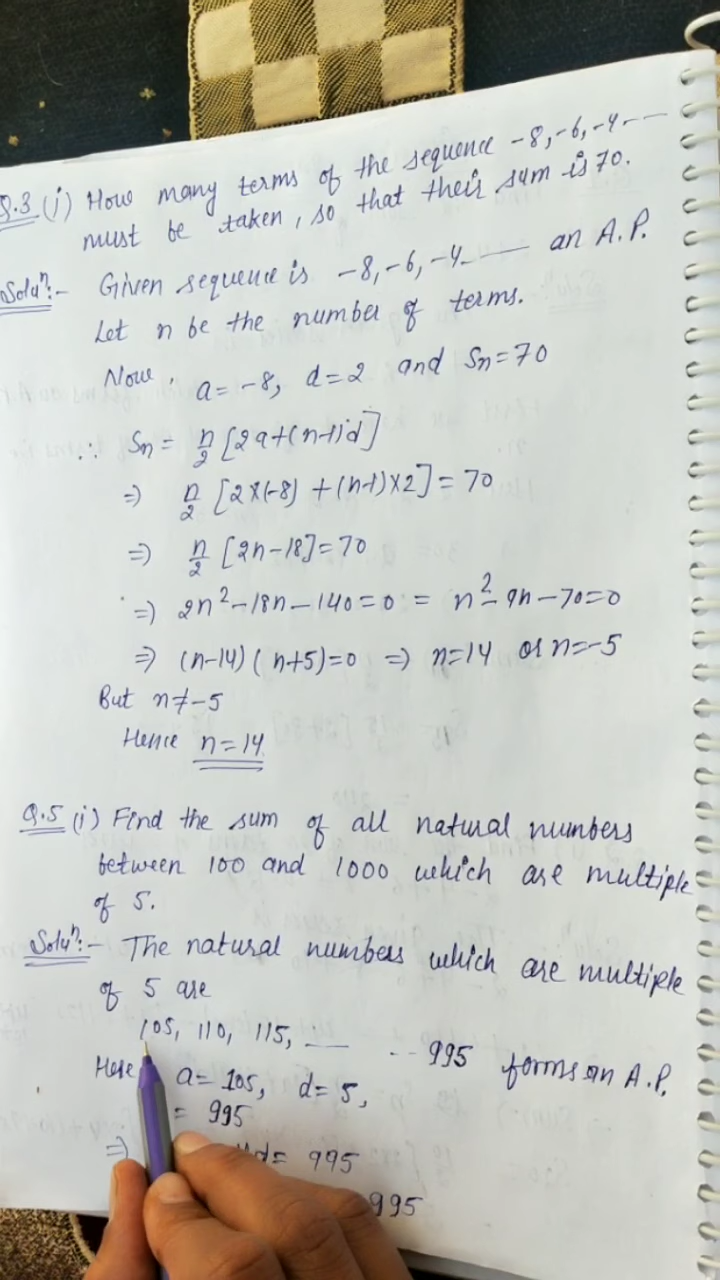 Q.3 (i) How many terms of the sequence -8, -6, -4 ---
must be taken, so that their sum is 70.
Soluⁿ:- Given sequence is -8, -6, -4 --- an A.P.
Let n be the number of terms.
Now, a = -8, d = 2 and Sn = 70
∴ Sn = n/2 [2a+(n-1)d]
⇒ n/2 [2×(-8) + (n-1)×2] = 70
⇒ n/2 [2n-18] = 70
⇒ 2n² - 18n - 140 = 0 = n² - 9n - 70 = 0
⇒ (n-14) (n+5) = 0 ⇒ n = 14 or n = -5
But n ≠ -5
Hence n = 14
Q.5 (i) Find the sum of all natural numbers
between 100 and 1000 which are multiple
of 5.
Soluⁿ:- The natural numbers which are multiple
of 5 are
105, 110, 115, --- -- 995 forms an A.P.
Here a = 105, d = 5,
= 995
⇒ d = 995
995